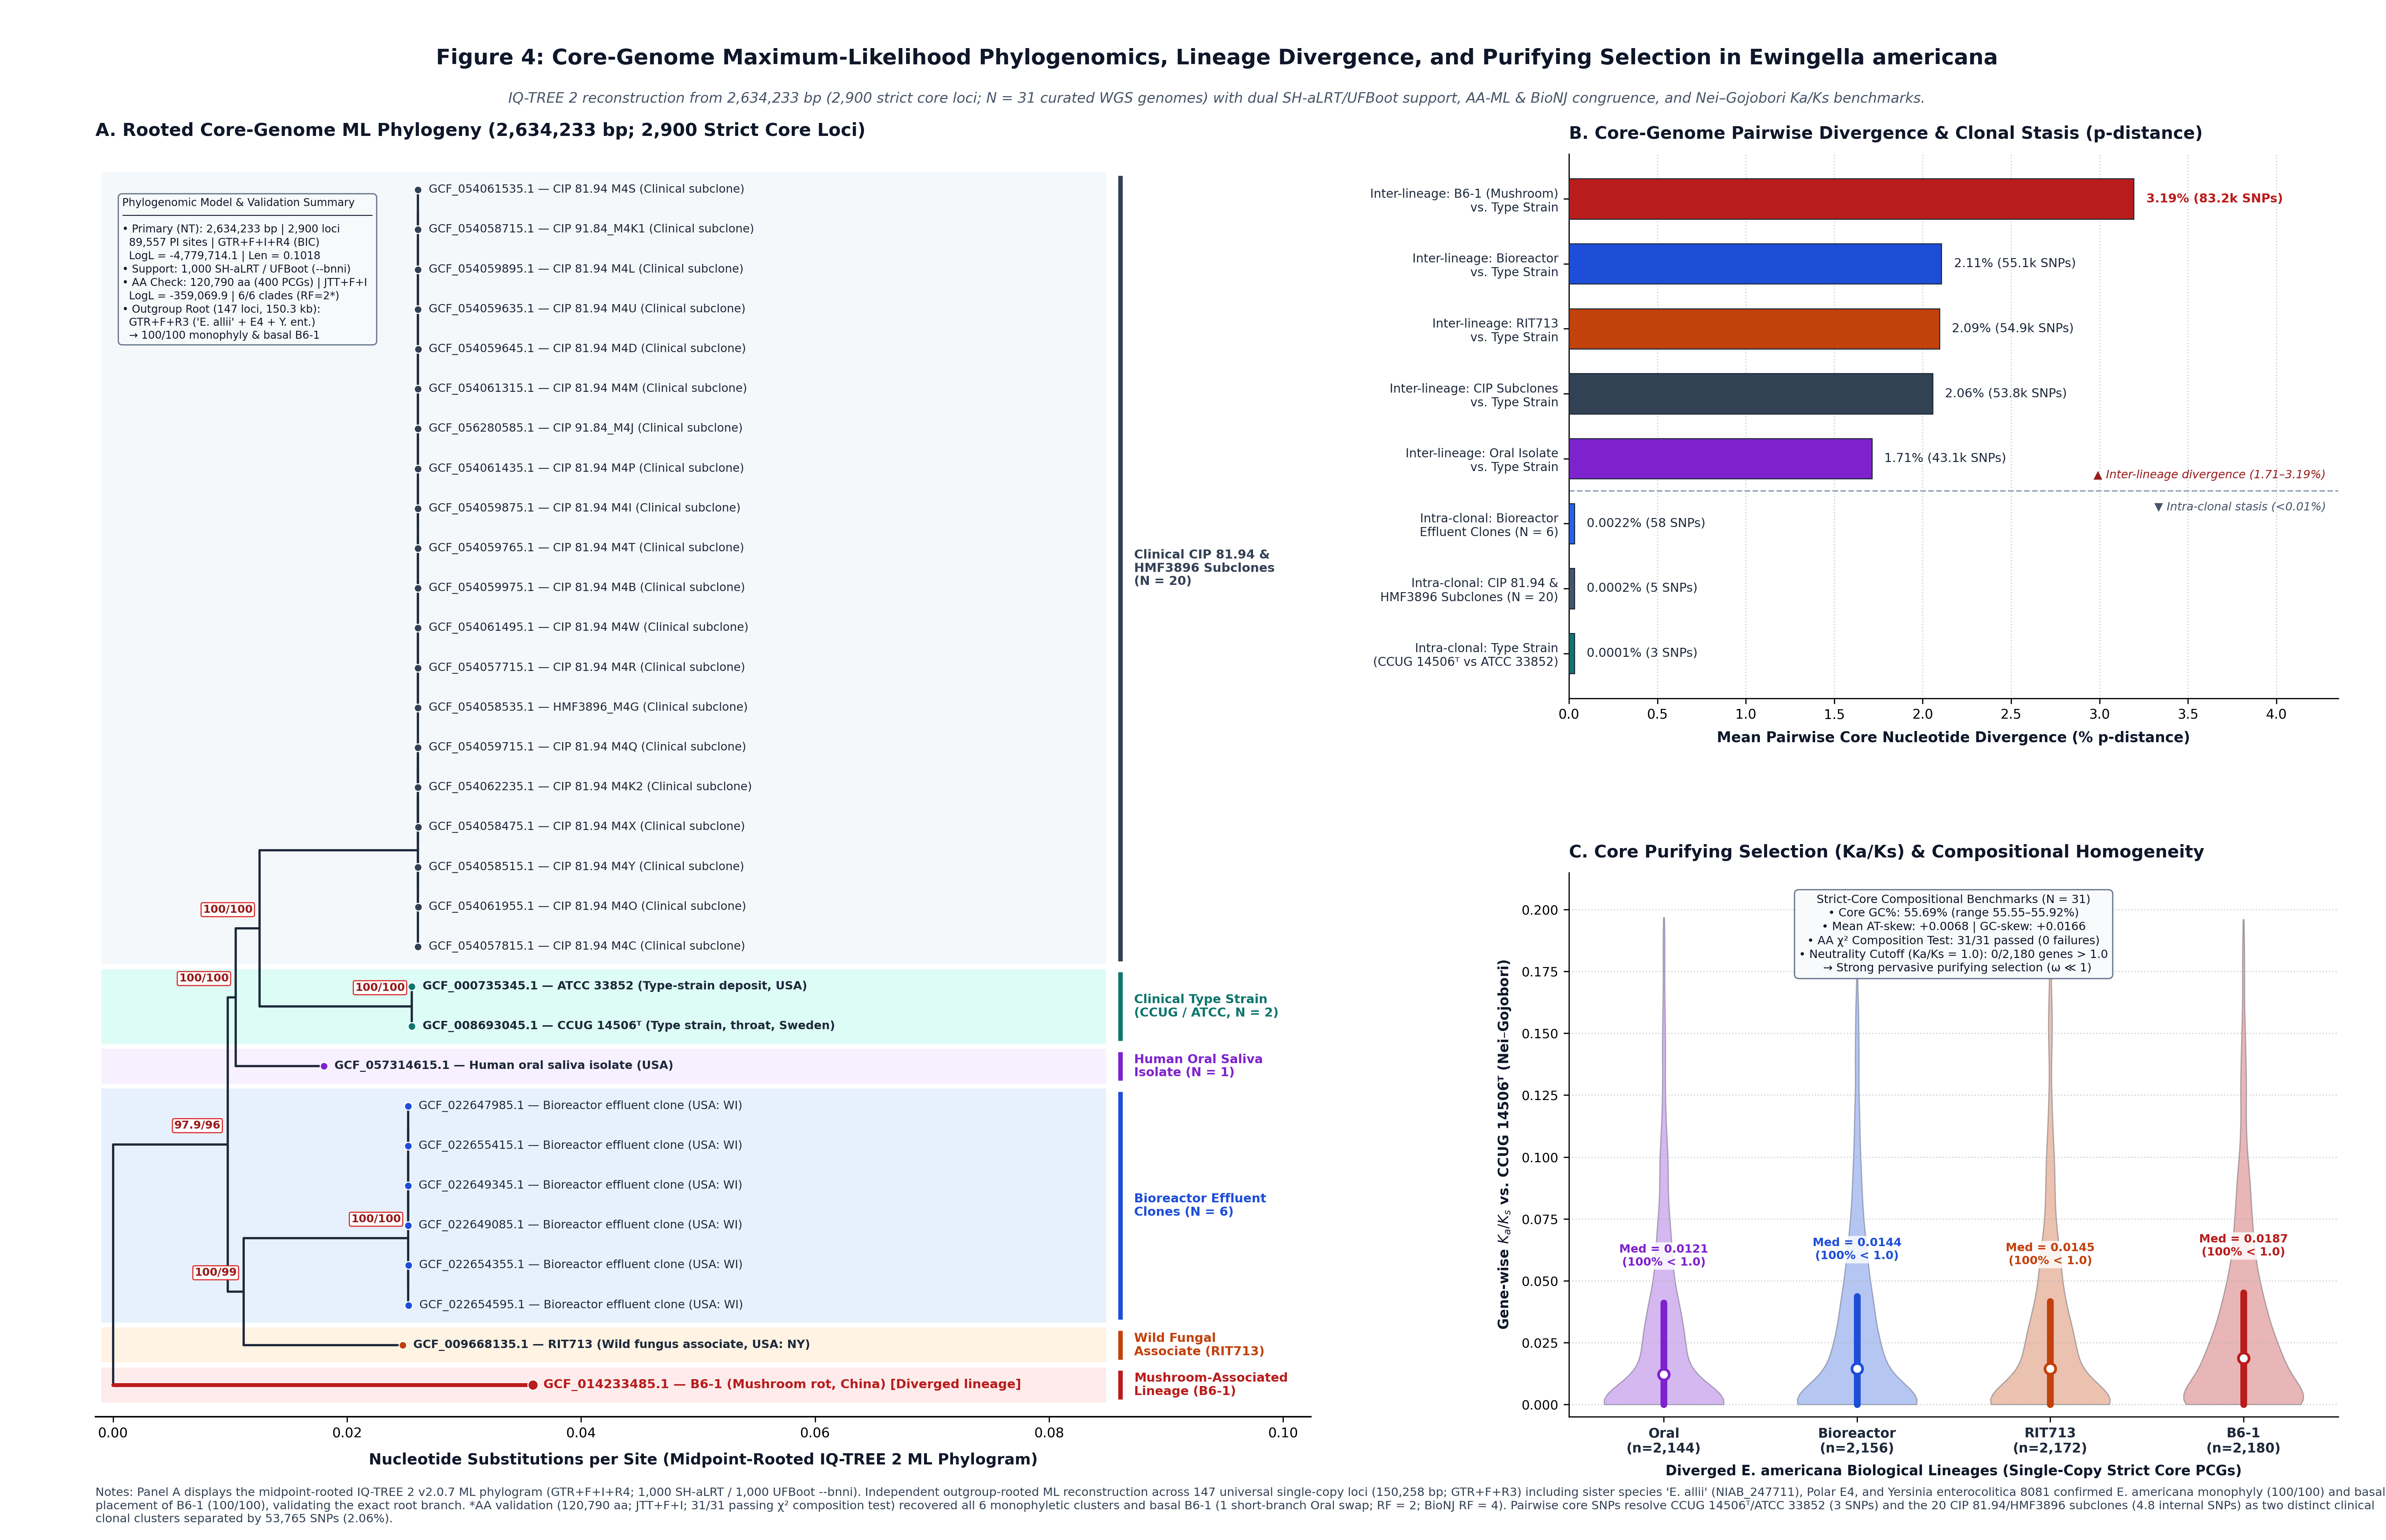 Figure 4: Core-Genome Maximum-Likelihood Phylogenomics, Lineage Divergence, and Purifying Selection in Ewingella americana
IQ-TREE 2 reconstruction from 2,634,233 bp (2,900 strict core loci; N = 31 curated WGS genomes) with dual SH-aLRT/UFBoot support, AA-ML & BioNJ congruence, and Nei–Gojobori Ka/Ks benchmarks.
A. Rooted Core-Genome ML Phylogeny (2,634,233 bp; 2,900 Strict Core Loci)
Phylogenomic Model & Validation Summary
• Primary (NT): 2,634,233 bp | 2,900 loci
89,557 PI sites | GTR+F+I+R4 (BIC)
LogL = -4,779,714.1 | Len = 0.1018
• Support: 1,000 SH-aLRT / UFBoot (--bnni)
• AA Check: 120,790 aa (400 PCGs) | JTT+F+I
LogL = -359,069.9 | 6/6 clades (RF=2*)
• Outgroup Root (147 loci, 150.3 kb):
GTR+F+R3 ('E. allii' + E4 + Y. ent.)
→ 100/100 monophyly & basal B6-1
GCF_054061535.1 — CIP 81.94 M4S (Clinical subclone)
GCF_054058715.1 — CIP 91.84_M4K1 (Clinical subclone)
GCF_054059895.1 — CIP 81.94 M4L (Clinical subclone)
GCF_054059635.1 — CIP 81.94 M4U (Clinical subclone)
GCF_054059645.1 — CIP 81.94 M4D (Clinical subclone)
GCF_054061315.1 — CIP 81.94 M4M (Clinical subclone)
GCF_056280585.1 — CIP 91.84_M4J (Clinical subclone)
GCF_054061435.1 — CIP 81.94 M4P (Clinical subclone)
GCF_054059875.1 — CIP 81.94 M4I (Clinical subclone)
GCF_054059765.1 — CIP 81.94 M4T (Clinical subclone)
GCF_054059975.1 — CIP 81.94 M4B (Clinical subclone)
GCF_054061495.1 — CIP 81.94 M4W (Clinical subclone)
GCF_054057715.1 — CIP 81.94 M4R (Clinical subclone)
GCF_054058535.1 — HMF3896_M4G (Clinical subclone)
GCF_054059715.1 — CIP 81.94 M4Q (Clinical subclone)
GCF_054062235.1 — CIP 81.94 M4K2 (Clinical subclone)
GCF_054058475.1 — CIP 81.94 M4X (Clinical subclone)
GCF_054058515.1 — CIP 81.94 M4Y (Clinical subclone)
GCF_054061955.1 — CIP 81.94 M4O (Clinical subclone)
GCF_054057815.1 — CIP 81.94 M4C (Clinical subclone)
GCF_000735345.1 — ATCC 33852 (Type-strain deposit, USA)
GCF_008693045.1 — CCUG 14506ᵀ (Type strain, throat, Sweden)
GCF_057314615.1 — Human oral saliva isolate (USA)
GCF_022647985.1 — Bioreactor effluent clone (USA: WI)
GCF_022655415.1 — Bioreactor effluent clone (USA: WI)
GCF_022649345.1 — Bioreactor effluent clone (USA: WI)
GCF_022649085.1 — Bioreactor effluent clone (USA: WI)
GCF_022654355.1 — Bioreactor effluent clone (USA: WI)
GCF_022654595.1 — Bioreactor effluent clone (USA: WI)
GCF_009668135.1 — RIT713 (Wild fungus associate, USA: NY)
GCF_014233485.1 — B6-1 (Mushroom rot, China) [Diverged lineage]
100/100
100/100
100/100
97.9/96
100/100
100/99
Clinical CIP 81.94 &
HMF3896 Subclones
(N = 20)
Clinical Type Strain
(CCUG / ATCC, N = 2)
Human Oral Saliva
Isolate (N = 1)
Bioreactor Effluent
Clones (N = 6)
Wild Fungal
Associate (RIT713)
Mushroom-Associated
Lineage (B6-1)
0.00 0.02 0.04 0.06 0.08 0.10
Nucleotide Substitutions per Site (Midpoint-Rooted IQ-TREE 2 ML Phylogram)
B. Core-Genome Pairwise Divergence & Clonal Stasis (p-distance)
Inter-lineage: B6-1 (Mushroom)
vs. Type Strain
3.19% (83.2k SNPs)
Inter-lineage: Bioreactor
vs. Type Strain
2.11% (55.1k SNPs)
Inter-lineage: RIT713
vs. Type Strain
2.09% (54.9k SNPs)
Inter-lineage: CIP Subclones
vs. Type Strain
2.06% (53.8k SNPs)
Inter-lineage: Oral Isolate
vs. Type Strain
1.71% (43.1k SNPs)
▲ Inter-lineage divergence (1.71–3.19%)
▼ Intra-clonal stasis (<0.01%)
Intra-clonal: Bioreactor
Effluent Clones (N = 6)
0.0022% (58 SNPs)
Intra-clonal: CIP 81.94 &
HMF3896 Subclones (N = 20)
0.0002% (5 SNPs)
Intra-clonal: Type Strain
(CCUG 14506ᵀ vs ATCC 33852)
0.0001% (3 SNPs)
0.0 0.5 1.0 1.5 2.0 2.5 3.0 3.5 4.0
Mean Pairwise Core Nucleotide Divergence (% p-distance)
C. Core Purifying Selection (Ka/Ks) & Compositional Homogeneity
Strict-Core Compositional Benchmarks (N = 31)
• Core GC%: 55.69% (range 55.55–55.92%)
• Mean AT-skew: +0.0068 | GC-skew: +0.0166
• AA χ² Composition Test: 31/31 passed (0 failures)
• Neutrality Cutoff (Ka/Ks = 1.0): 0/2,180 genes > 1.0
→ Strong pervasive purifying selection (ω ≪ 1)
Gene-wise Ka/Ks vs. CCUG 14506ᵀ (Nei–Gojobori)
0.200
0.175
0.150
0.125
0.100
0.075
0.050
0.025
0.000
Med = 0.0121
(100% < 1.0)
Med = 0.0144
(100% < 1.0)
Med = 0.0145
(100% < 1.0)
Med = 0.0187
(100% < 1.0)
Oral
(n=2,144)
Bioreactor
(n=2,156)
RIT713
(n=2,172)
B6-1
(n=2,180)
Diverged E. americana Biological Lineages (Single-Copy Strict Core PCGs)
Notes: Panel A displays the midpoint-rooted IQ-TREE 2 v2.0.7 ML phylogram (GTR+F+I+R4; 1,000 SH-aLRT / 1,000 UFBoot --bnni). Independent outgroup-rooted ML reconstruction across 147 universal single-copy loci (150,258 bp; GTR+F+R3) including sister species 'E. allii' (NIAB_247711), Polar E4, and Yersinia enterocolitica 8081 confirmed E. americana monophyly (100/100) and basal
placement of B6-1 (100/100), validating the exact root branch. *AA validation (120,790 aa; JTT+F+I; 31/31 passing χ² composition test) recovered all 6 monophyletic clusters and basal B6-1 (1 short-branch Oral swap; RF = 2; BioNJ RF = 4). Pairwise core SNPs resolve CCUG 14506ᵀ/ATCC 33852 (3 SNPs) and the 20 CIP 81.94/HMF3896 subclones (4.8 internal SNPs) as two distinct clinical
clonal clusters separated by 53,765 SNPs (2.06%).